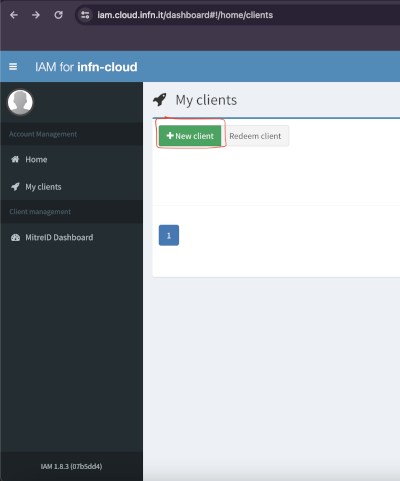 iam.cloud.infn.it/dashboard#!/home/clients
IAM for infn-cloud
My clients
Account Management
New client
Redeem client
Home
My clients
Client management
1
MitreID Dashboard
IAM 1.8.3 (07b5dd4)